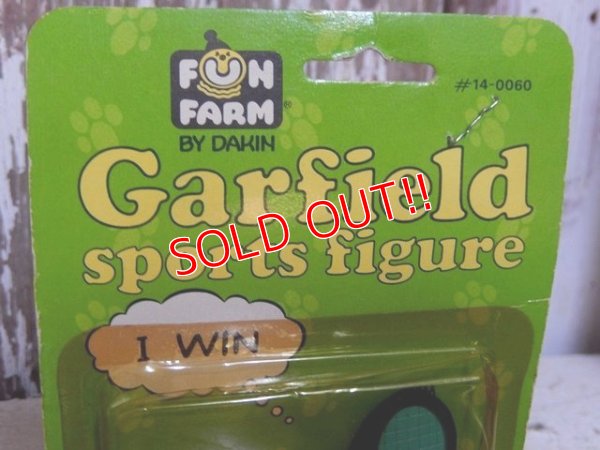 FUN
FARM®
BY DAKIN
#14-0060
Garfield
SOLD OUT!!
sports figure
I WIN